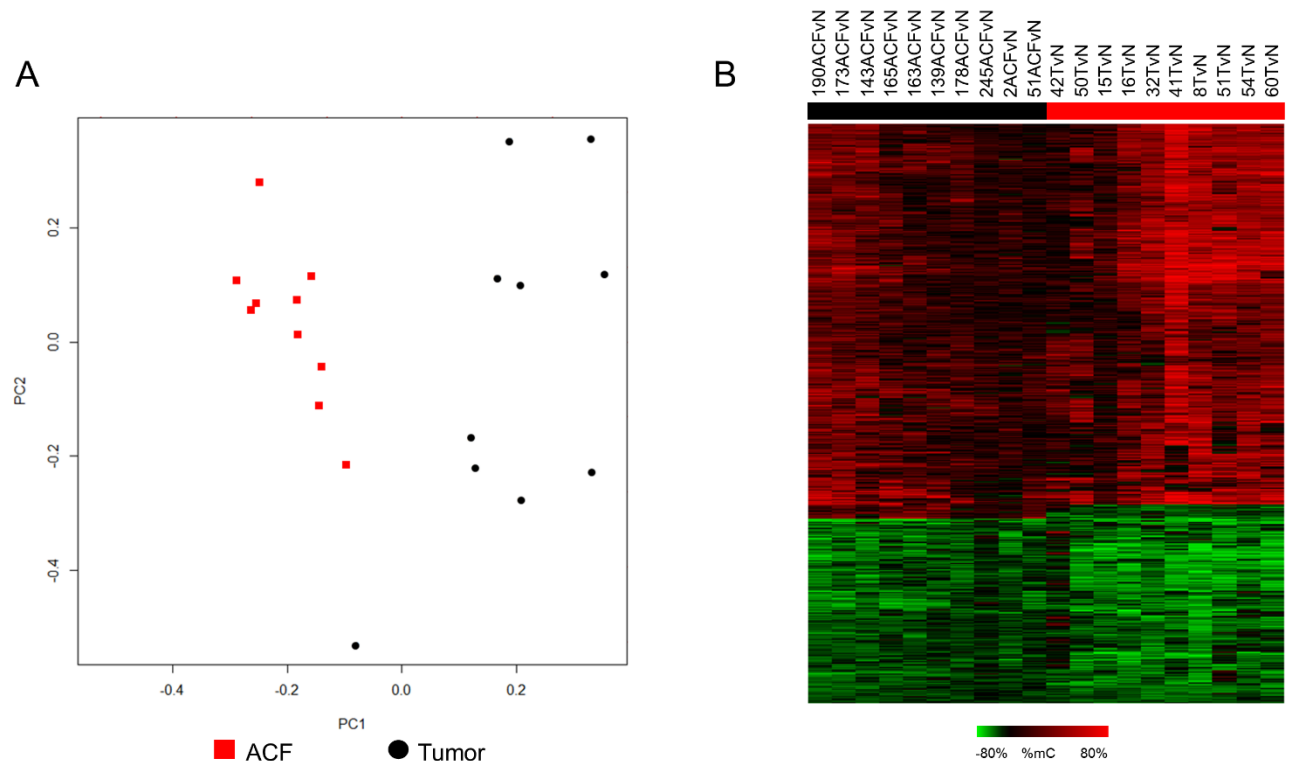 A
B
190ACFvN
173ACFvN
143ACFvN
165ACFvN
163ACFvN
139ACFvN
178ACFvN
245ACFvN
2ACFvN
51ACFvN
42TvN
50TvN
15TvN
16TvN
32TvN
41TvN
8TvN
51TvN
54TvN
60TvN
PC2
0.2
0.0
-0.2
-0.4
-0.4 -0.2 0.0 0.2
PC1
ACF Tumor
-80% %mC 80%